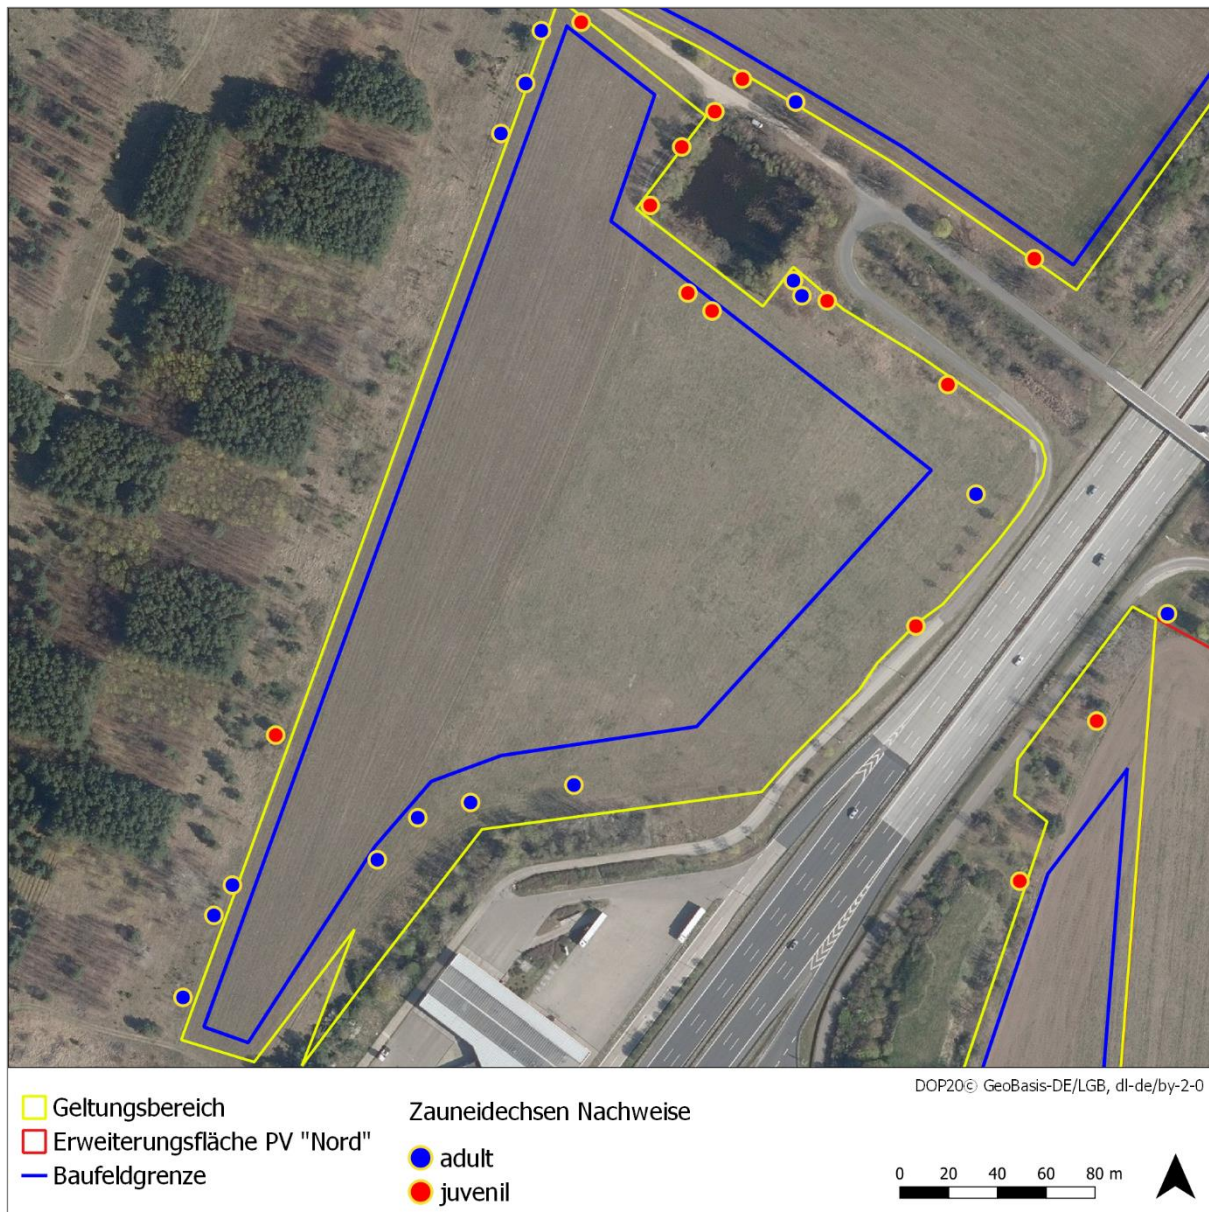 DOP20© GeoBasis-DE/LGB, dl-de/by-2-0
Geltungsbereich
Erweiterungsfläche PV "Nord"
Baufeldgrenze
Zauneidechsen Nachweise
adult
juvenil
0 20 40 60 80 m